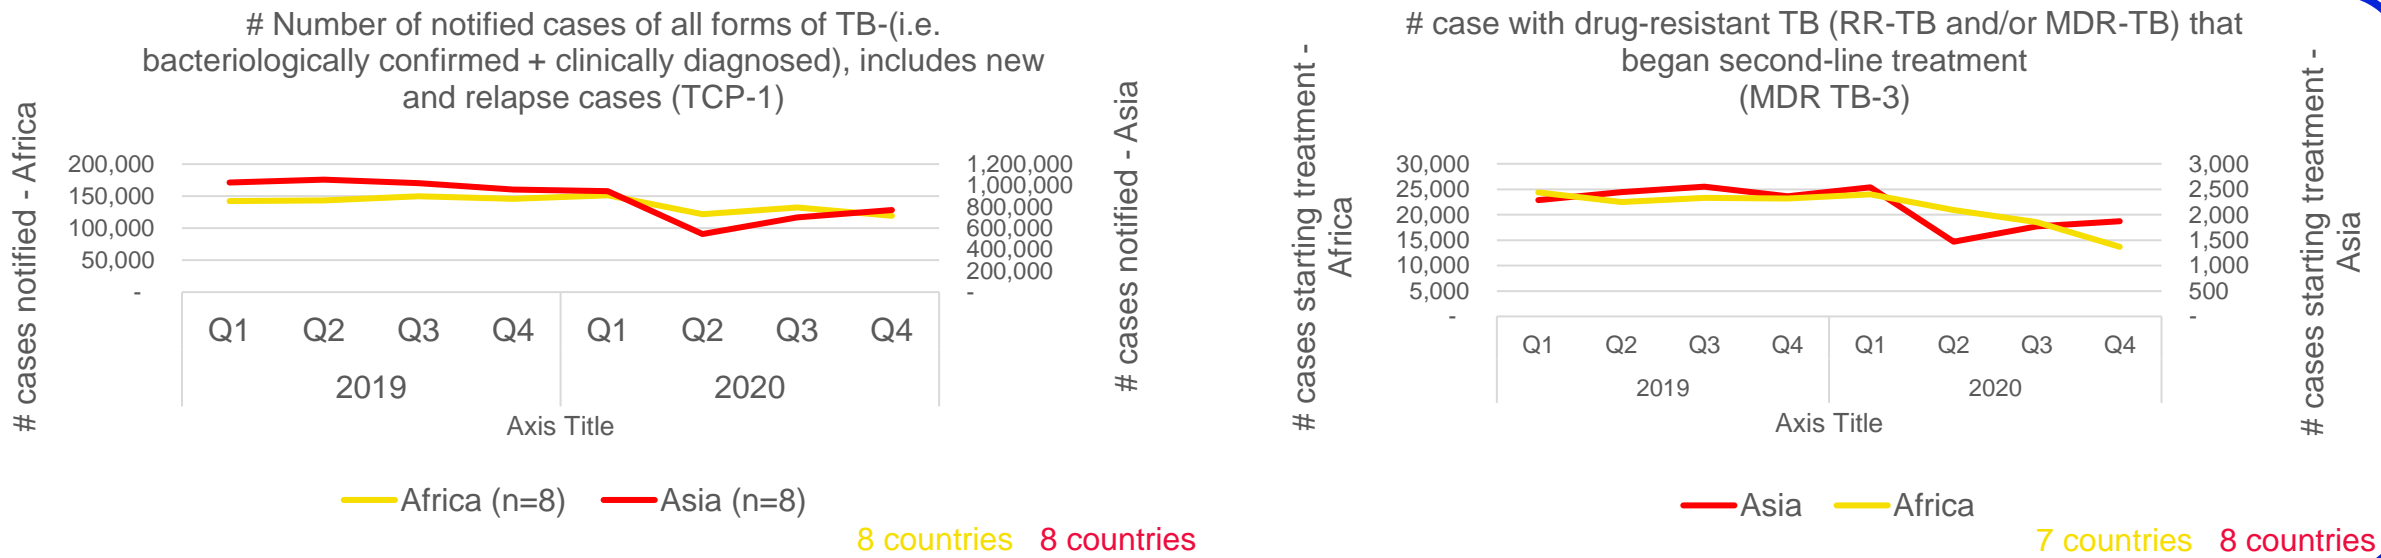 # Number of notified cases of all forms of TB-(i.e.
bacteriologically confirmed + clinically diagnosed), includes new
and relapse cases (TCP-1)
# cases notified - Africa
200,000
150,000
100,000
50,000
-
1,200,000
1,000,000
800,000
600,000
400,000
200,000
-
# cases notified - Asia
Q1 Q2 Q3 Q4 Q1 Q2 Q3 Q4
2019 2020
Axis Title
Africa (n=8) Asia (n=8)
8 countries 8 countries
# case with drug-resistant TB (RR-TB and/or MDR-TB) that
began second-line treatment
(MDR TB-3)
# cases starting treatment -
Africa
30,000
25,000
20,000
15,000
10,000
5,000
-
3,000
2,500
2,000
1,500
1,000
500
-
# cases starting treatment -
Asia
Q1 Q2 Q3 Q4 Q1 Q2 Q3 Q4
2019 2020
Axis Title
Asia Africa
7 countries 8 countries